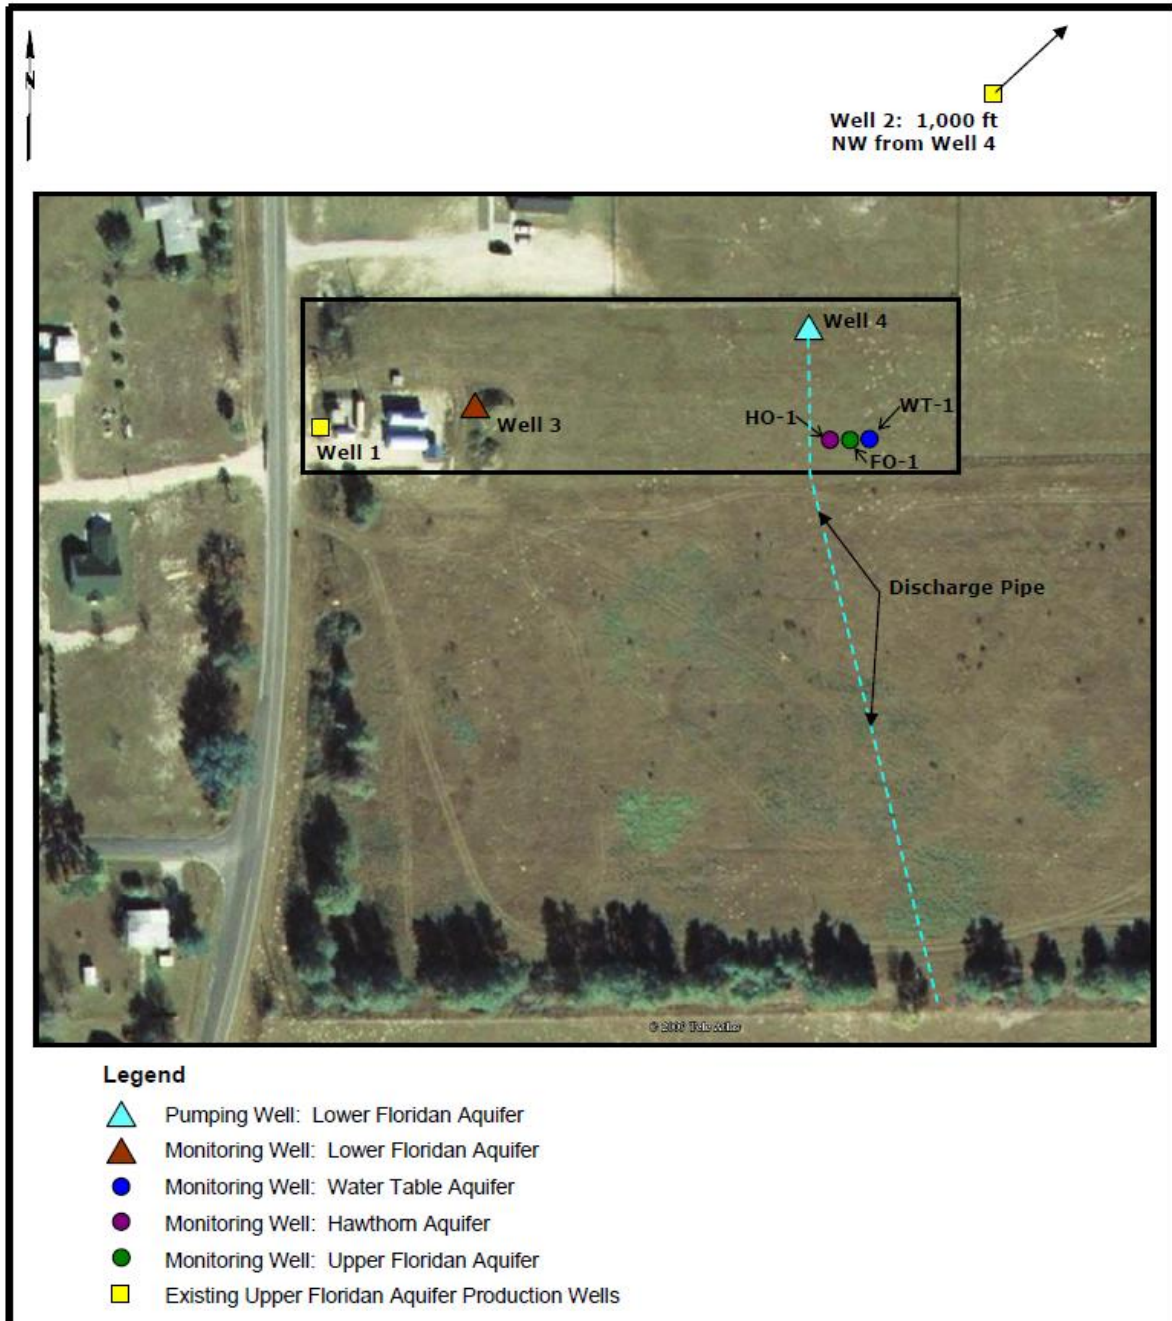 N
Well 2: 1,000 ft
NW from Well 4
Well 4
Well 3
Well 1
HO-1
WT-1
FO-1
Discharge Pipe
Legend
Pumping Well: Lower Floridan Aquifer
Monitoring Well: Lower Floridan Aquifer
Monitoring Well: Water Table Aquifer
Monitoring Well: Hawthorn Aquifer
Monitoring Well: Upper Floridan Aquifer
Existing Upper Floridan Aquifer Production Wells